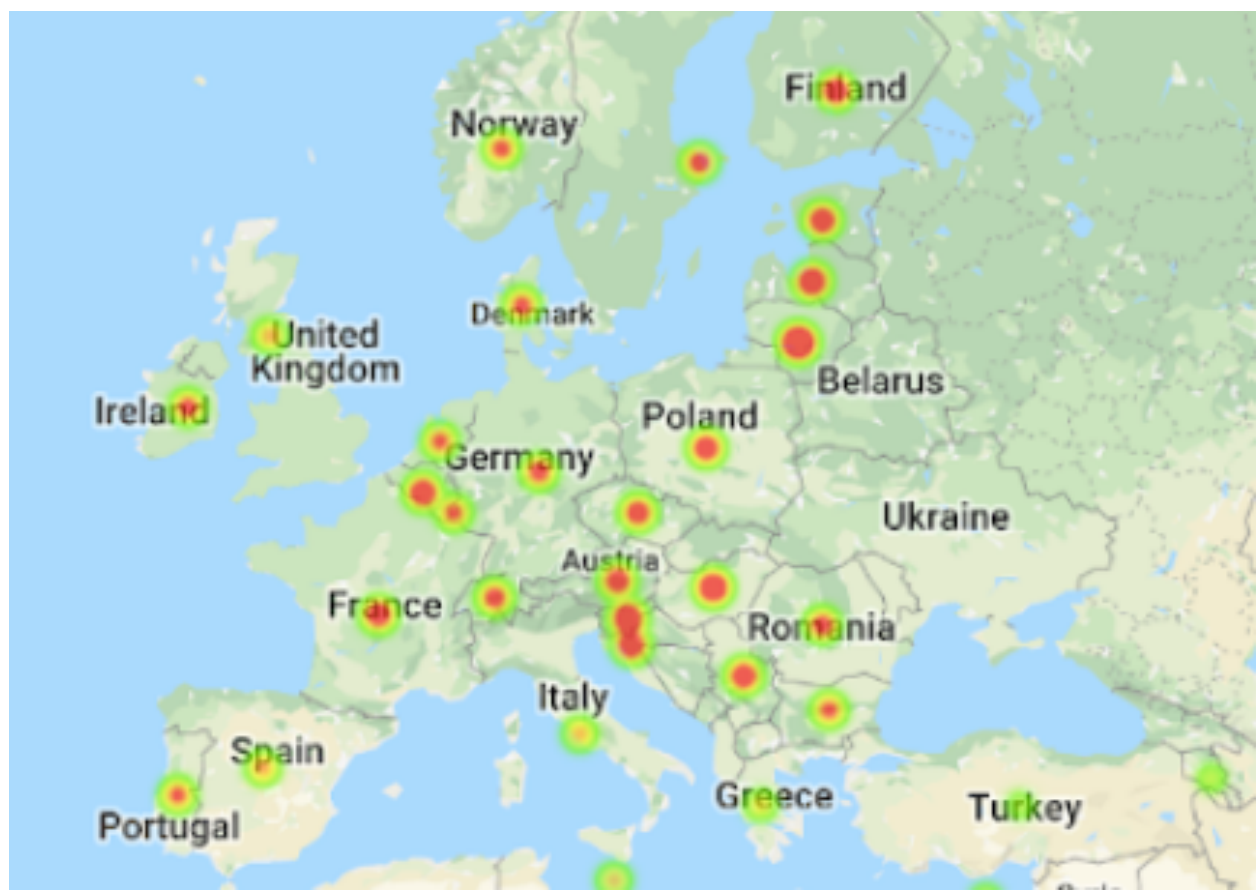 Finland
Norway
Denmark
United
Kingdom
Ireland
Belarus
Poland
Germany
Ukraine
Austria
France
Romania
Italy
Spain
Greece
Turkey
Portugal